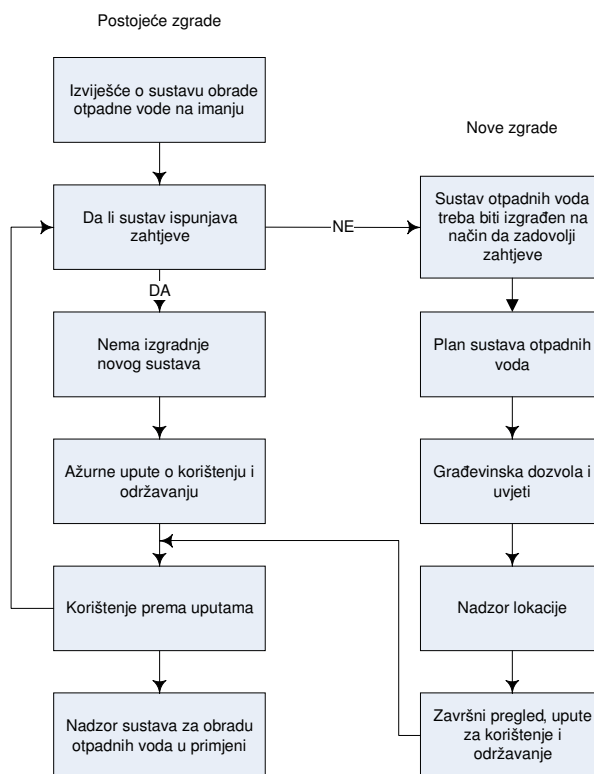 Postojeće zgrade
Izviješće o sustavu obrade
otpadne vode na imanju
Da li sustav ispunjava
zahtjeve
DA
Nema izgradnje
novog sustava
Ažurne upute o korištenju i
održavanju
Korištenje prema uputama
Nadzor sustava za obradu
otpadnih voda u primjeni
NE
Nove zgrade
Sustav otpadnih voda
treba biti izgrađen na
način da zadovolji
zahtjeve
Plan sustava otpadnih
voda
Građevinska dozvola i
uvjeti
Nadzor lokacije
Završni pregled, upute
za korištenje i
održavanje